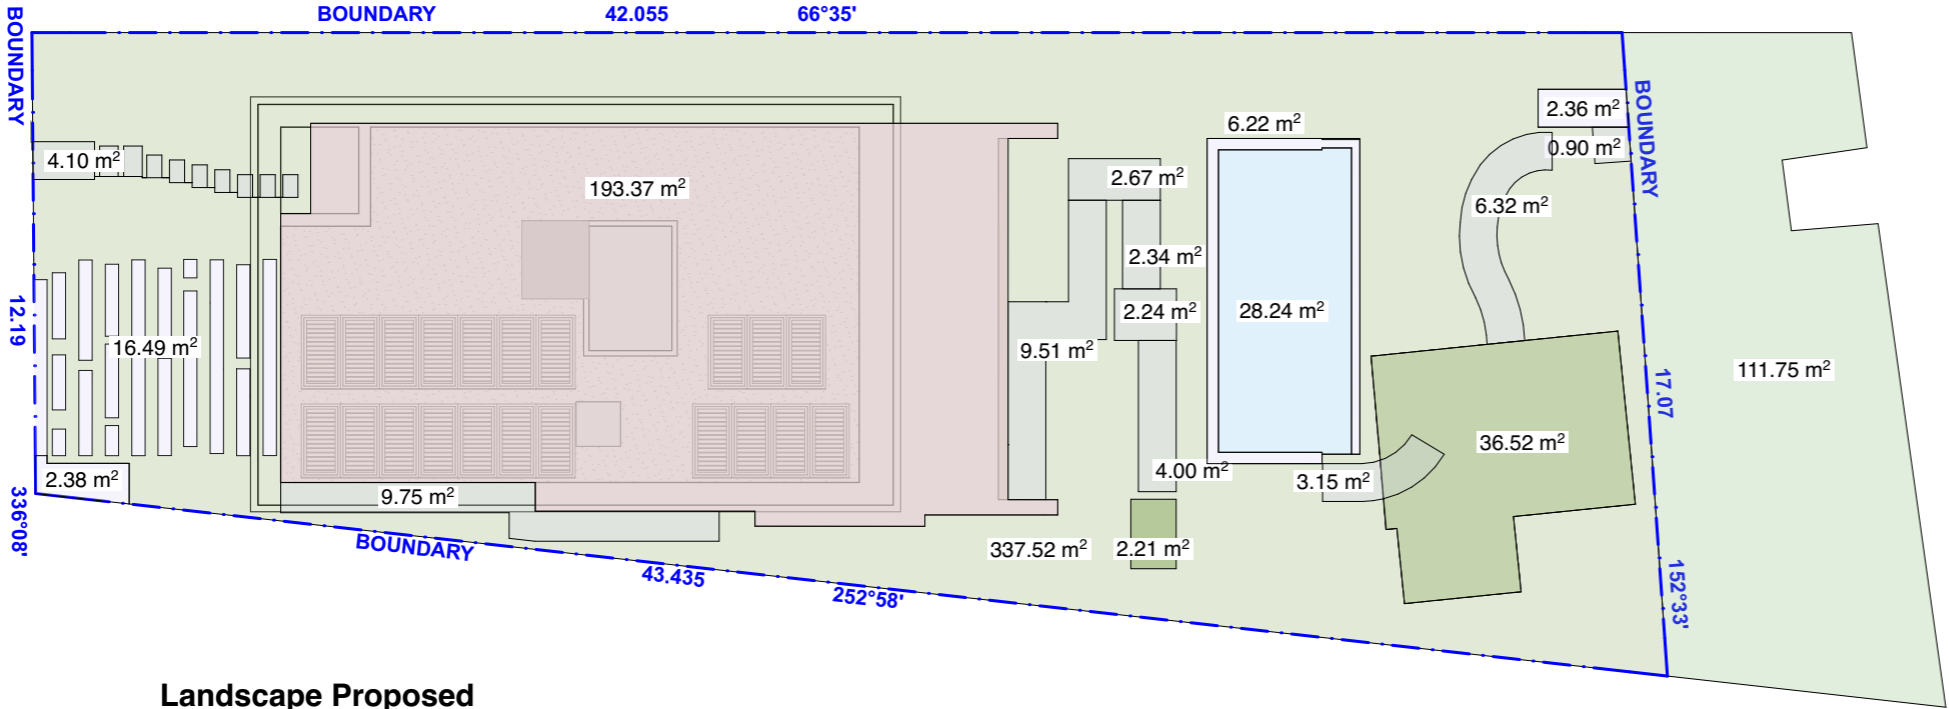 BOUNDARY 42.055 66°35'
BOUNDARY
12.19
336°08'
4.10 m²
193.37 m²
6.22 m²
2.36 m²
BOUNDARY
0.90 m²
2.67 m²
6.32 m²
2.34 m²
2.24 m²
28.24 m²
16.49 m²
9.51 m²
111.75 m²
17.07
36.52 m²
4.00 m²
3.15 m²
2.38 m²
9.75 m²
337.52 m²
2.21 m²
BOUNDARY
43.435
252°58'
152°33'
Landscape Proposed